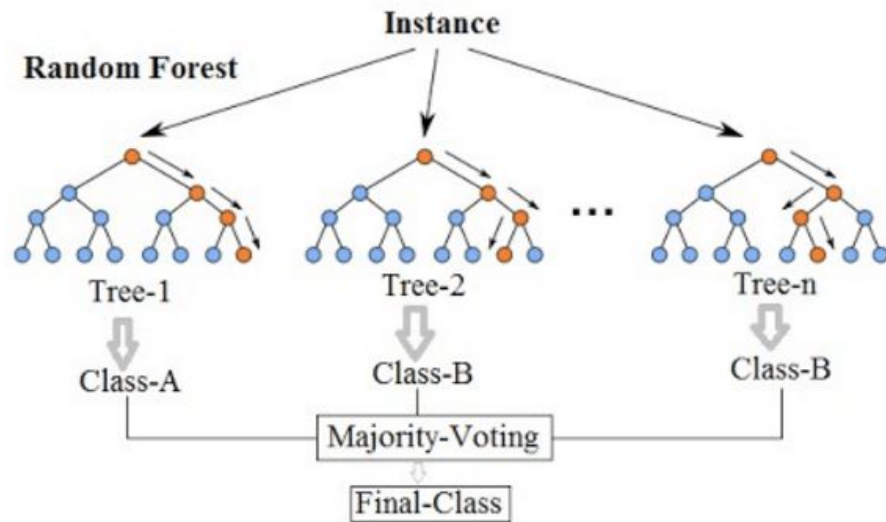 Instance
Random Forest
...
Tree-1
Tree-2
Tree-n
Class-A
Class-B
Class-B
Majority-Voting
Final-Class